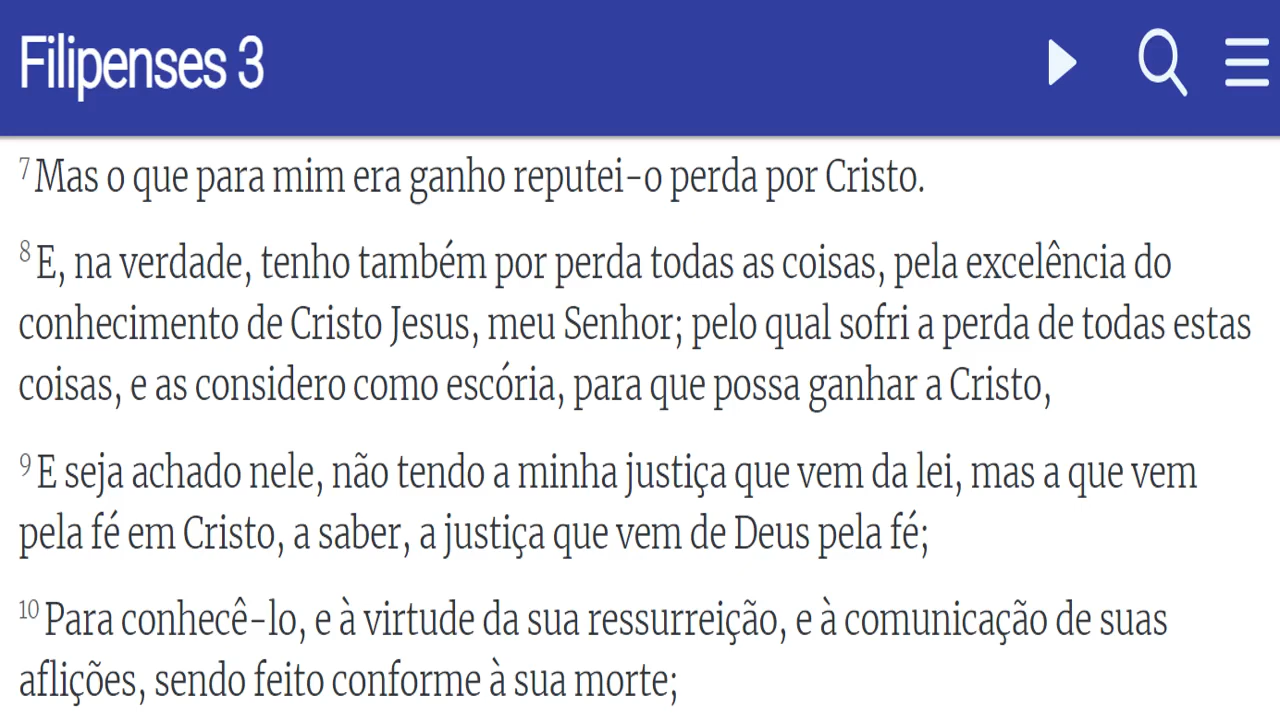 Filipenses 3
7 Mas o que para mim era ganho reputei-o perda por Cristo.
8 E, na verdade, tenho também por perda todas as coisas, pela excelência do
conhecimento de Cristo Jesus, meu Senhor; pelo qual sofri a perda de todas estas
coisas, e as considero como escória, para que possa ganhar a Cristo,
9 E seja achado nele, não tendo a minha justiça que vem da lei, mas a que vem
pela fé em Cristo, a saber, a justiça que vem de Deus pela fé;
10 Para conhecê-lo, e à virtude da sua ressurreição, e à comunicação de suas
aflições, sendo feito conforme à sua morte;